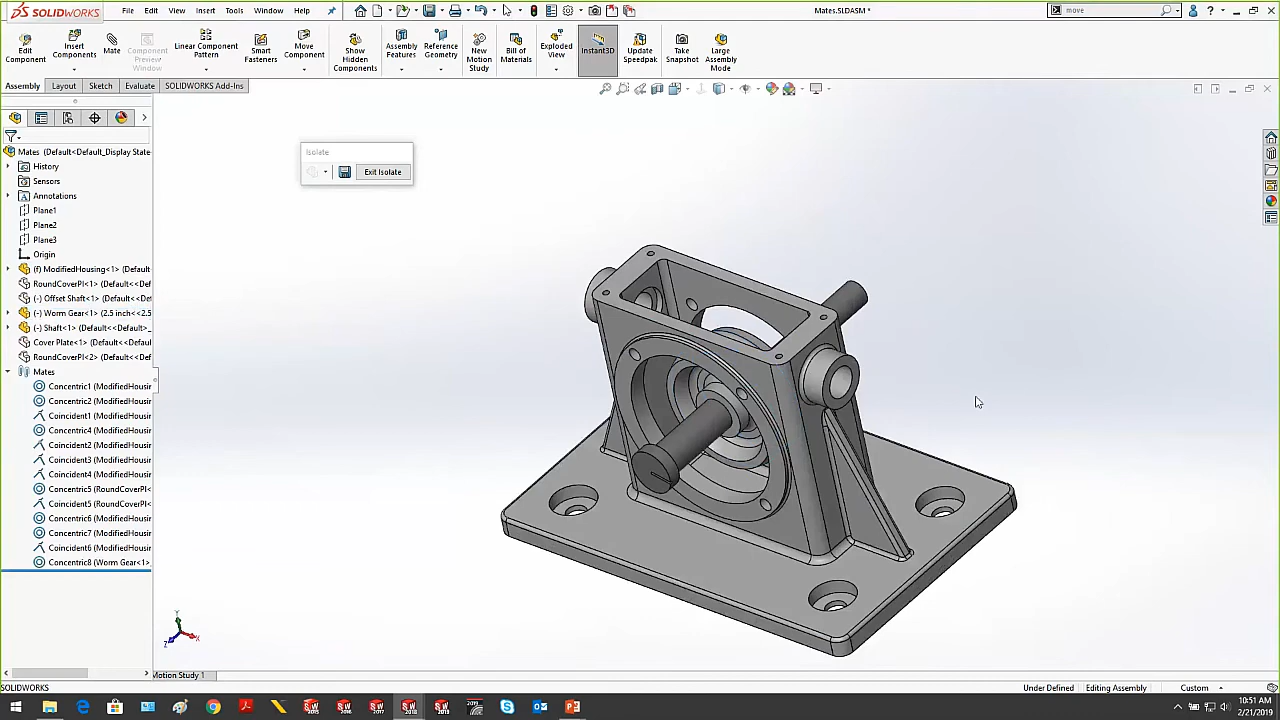 SOLIDWORKS
File Edit View Insert Tools Window Help
Mates.SLDASM *
move
Edit Component
Insert Components
Mate
Component Preview Window
Linear Component Pattern
Smart Fasteners
Move Component
Show Hidden Components
Assembly Features
Reference Geometry
New Motion Study
Bill of Materials
Exploded View
Instant3D
Update Speedpak
Take Snapshot
Large Assembly Mode
Assembly Layout Sketch Evaluate SOLIDWORKS Add-Ins
Mates (Default<Default_Display State
History
Sensors
Annotations
Plane1
Plane2
Plane3
Origin
(f) ModifiedHousing<1> (Default
RoundCoverPl<1> (Default<<Def
(-) Offset Shaft<1> (Default<<De
(-) Worm Gear<1> (2.5 inch<<2.5
(-) Shaft<1> (Default<<Default>_
Cover Plate<1> (Default<<Defaul
RoundCoverPl<2> (Default<<Def
Mates
Concentric1 (ModifiedHousin
Concentric2 (ModifiedHousin
Coincident1 (ModifiedHousin
Concentric4 (ModifiedHousin
Coincident2 (ModifiedHousin
Coincident3 (ModifiedHousin
Coincident4 (ModifiedHousin
Concentric5 (RoundCoverPl<
Coincident5 (RoundCoverPl<
Concentric6 (ModifiedHousin
Concentric7 (ModifiedHousin
Coincident6 (ModifiedHousin
Concentric8 (Worm Gear<1>,
Isolate
Exit Isolate
Y
X
Z
Motion Study 1
SOLIDWORKS
Under Defined Editing Assembly Custom
10:51 AM
2/21/2019